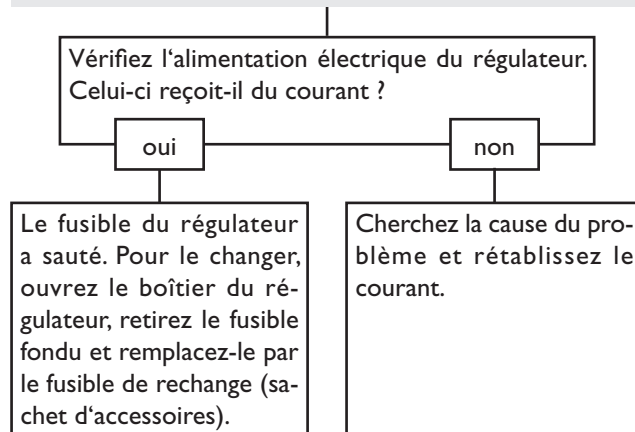 Vérifiez l‘alimentation électrique du régulateur.
Celui-ci reçoit-il du courant ?
oui
non
Le fusible du régulateur
a sauté. Pour le changer,
ouvrez le boîtier du ré-
gulateur, retirez le fusible
fondu et remplacez-le par
le fusible de rechange (sa-
chet d‘accessoires).
Cherchez la cause du pro-
blème et rétablissez le
courant.